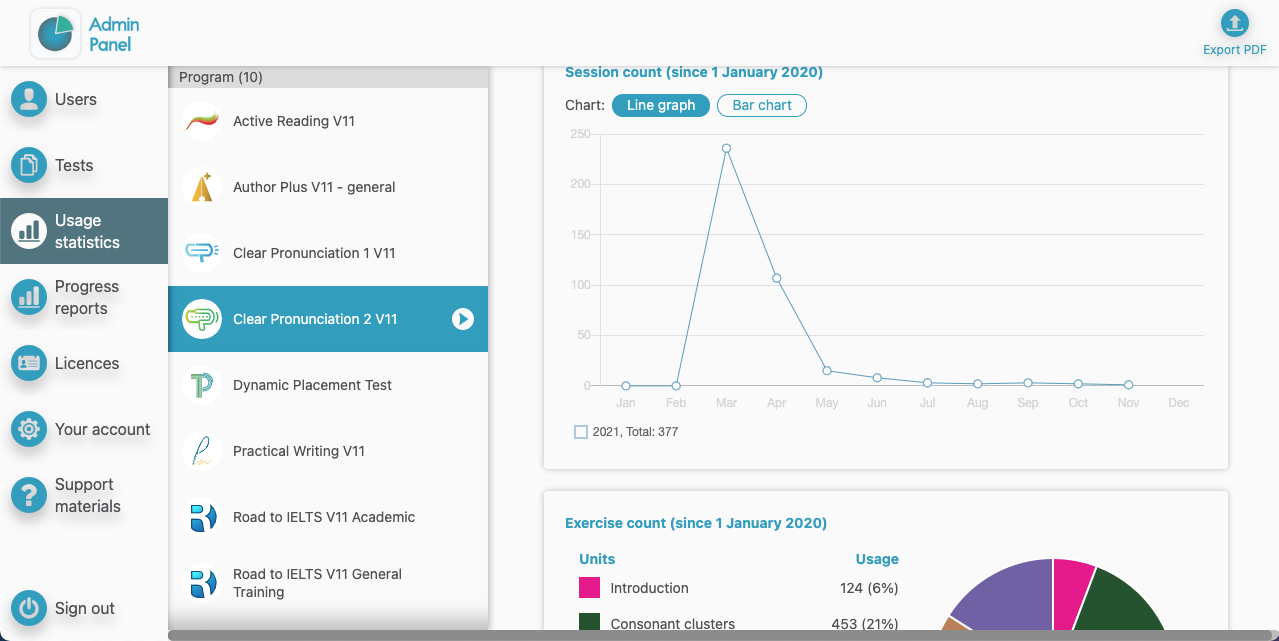 Admin
Panel
Export PDF
Users
Tests
Usage
statistics
Progress
reports
Licences
Your account
Support
materials
Sign out
Program (10)
Active Reading V11
Author Plus V11 - general
Clear Pronunciation 1 V11
Clear Pronunciation 2 V11
Dynamic Placement Test
Practical Writing V11
Road to IELTS V11 Academic
Road to IELTS V11 General
Training
Session count (since 1 January 2020)
Chart: Line graph Bar chart
250
200
150
100
50
0
Jan Feb Mar Apr May Jun Jul Aug Sep Oct Nov Dec
2021, Total: 377
Exercise count (since 1 January 2020)
Units Usage
Introduction 124 (6%)
Consonant clusters 453 (21%)